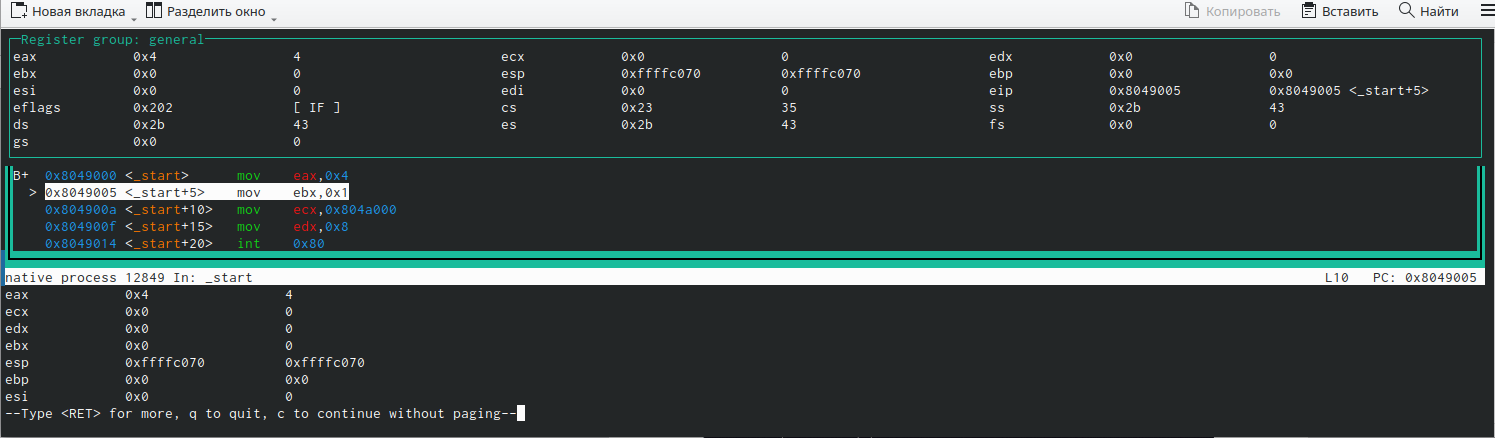 Новая вкладка Разделить окно Копировать Вставить Найти
Register group: general
eax 0x4 4 ecx 0x0 0 edx 0x0 0
ebx 0x0 0 esp 0xffffc070 0xffffc070 ebp 0x0 0x0
esi 0x0 0 edi 0x0 0 eip 0x8049005 0x8049005 <_start+5>
eflags 0x202 [ IF ] cs 0x23 35 ss 0x2b 43
ds 0x2b 43 es 0x2b 43 fs 0x0 0
gs 0x0 0
B+ 0x8049000 <_start> mov eax,0x4
> 0x8049005 <_start+5> mov ebx,0x1
0x804900a <_start+10> mov ecx,0x804a000
0x804900f <_start+15> mov edx,0x8
0x8049014 <_start+20> int 0x80
native process 12849 In: _start L10 PC: 0x8049005
eax 0x4 4
ecx 0x0 0
edx 0x0 0
ebx 0x0 0
esp 0xffffc070 0xffffc070
ebp 0x0 0x0
esi 0x0 0
--Type <RET> for more, q to quit, c to continue without paging--